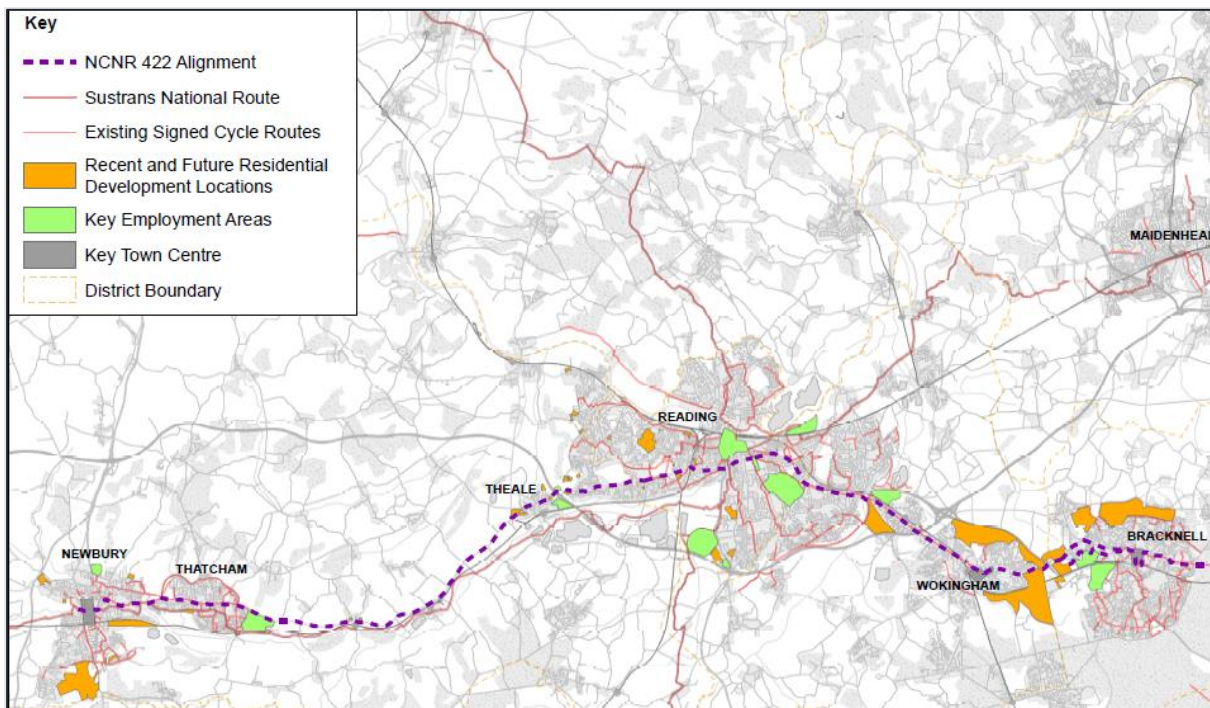 Key
NCNR 422 Alignment
Sustrans National Route
Existing Signed Cycle Routes
Recent and Future Residential
Development Locations
Key Employment Areas
Key Town Centre
District Boundary
MAIDENHEAD
READING
THEALE
NEWBURY
THATCHAM
BRACKNELL
WOKINGHAM